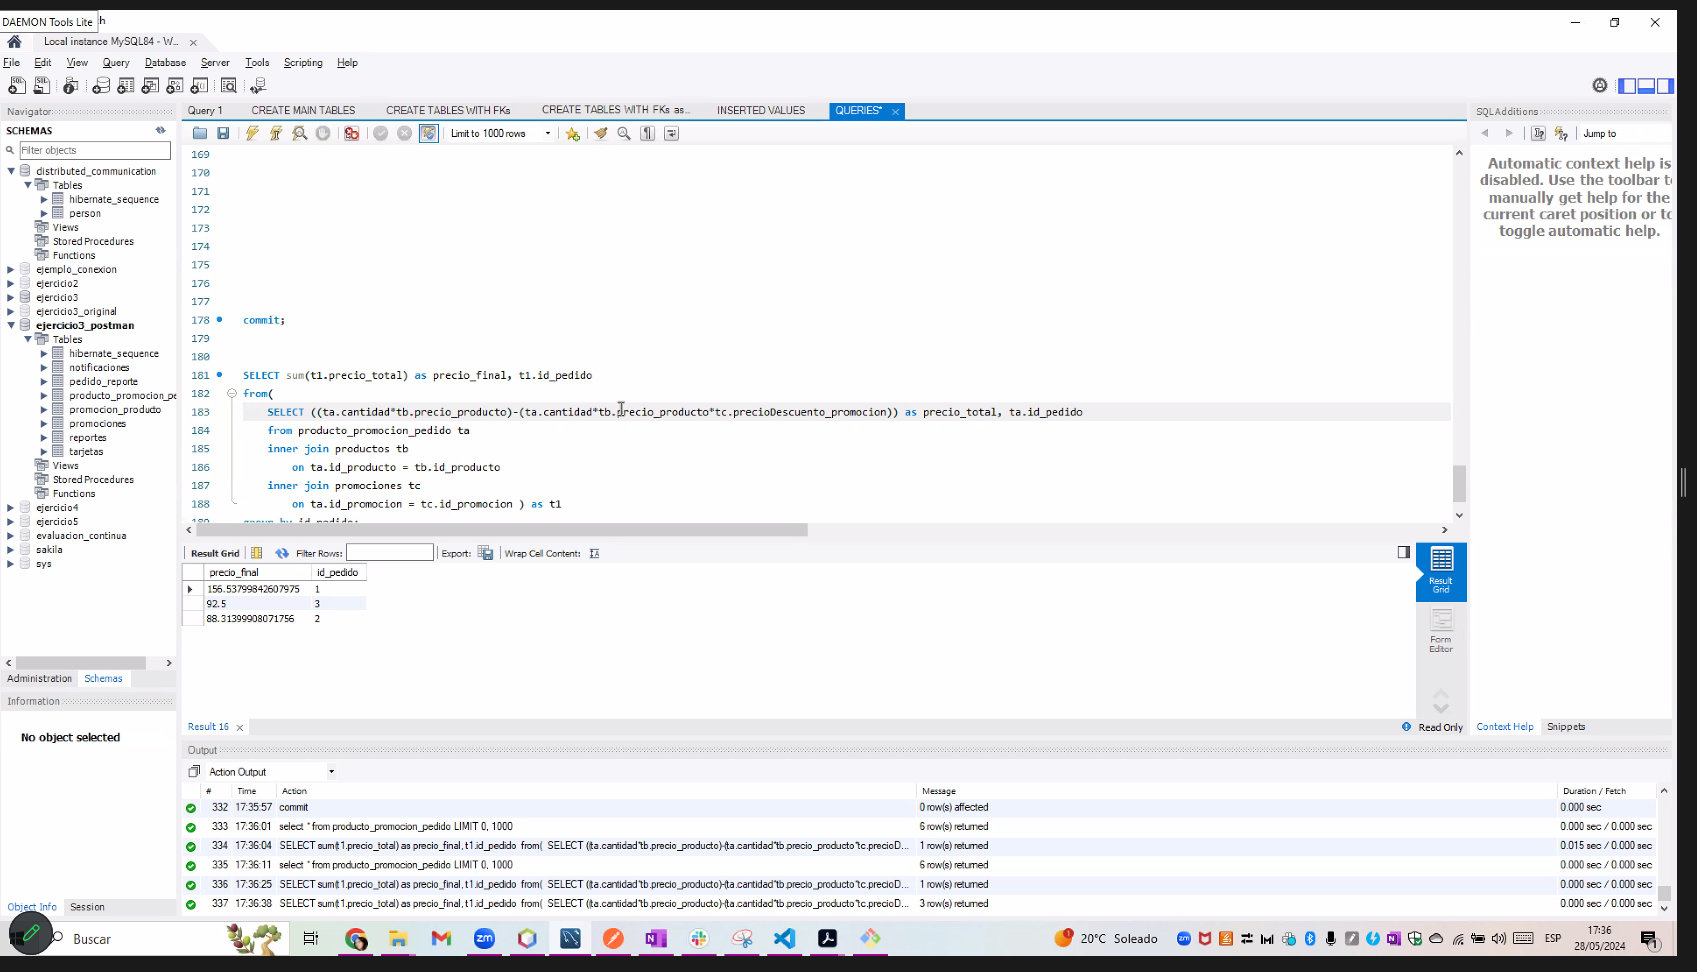 DAEMON Tools Lite
h
Local instance MySQL84 - W...
File Edit View Query Database Server Tools Scripting Help
Navigator
SCHEMAS
Filter objects
distributed_communication
Tables
hibernate_sequence
person
Views
Stored Procedures
Functions
ejemplo_conexion
ejercicio2
ejercicio3
ejercicio3_original
ejercicio3_postman
Tables
hibernate_sequence
notificaciones
pedido_reporte
producto_promocion_pe
promocion_producto
promociones
reportes
tarjetas
Views
Stored Procedures
Functions
ejercicio4
ejercicio5
evaluacion_continua
sakila
sys
Administration Schemas
Information
No object selected
Object Info Session
Query 1 CREATE MAIN TABLES CREATE TABLES WITH FKs CREATE TABLES WITH FKs as... INSERTED VALUES QUERIES*
Limit to 1000 rows
169
170
171
172
173
174
175
176
177
178 commit;
179
180
181 SELECT sum(t1.precio_total) as precio_final, t1.id_pedido
182 from(
183 SELECT ((ta.cantidad*tb.precio_producto)-(ta.cantidad*tb.precio_producto*tc.precioDescuento_promocion)) as precio_total, ta.id_pedido
184 from producto_promocion_pedido ta
185 inner join productos tb
186 on ta.id_producto = tb.id_producto
187 inner join promociones tc
188 on ta.id_promocion = tc.id_promocion ) as t1
189 group by id_pedido;
Result Grid Filter Rows: Export: Wrap Cell Content:
precio_final id_pedido
156.53799842607975 1
92.5 3
88.31399908071756 2
Result Grid
Form Editor
Result 16
Read Only
SQLAdditions
Jump to
Automatic context help is
disabled. Use the toolbar to
manually get help for the
current caret position or to
toggle automatic help.
Context Help Snippets
Output
Action Output
# Time Action Message Duration / Fetch
332 17:35:57 commit 0 row(s) affected 0.000 sec
333 17:36:01 select * from producto_promocion_pedido LIMIT 0, 1000 6 row(s) returned 0.000 sec / 0.000 sec
334 17:36:04 SELECT sum(t1.precio_total) as precio_final, t1.id_pedido from( SELECT ((ta.cantidad*tb.precio_producto)-(ta.cantidad*tb.precio_producto*tc.precioD... 1 row(s) returned 0.015 sec / 0.000 sec
335 17:36:11 select * from producto_promocion_pedido LIMIT 0, 1000 6 row(s) returned 0.000 sec / 0.000 sec
336 17:36:25 SELECT sum(t1.precio_total) as precio_final, t1.id_pedido from( SELECT ((ta.cantidad*tb.precio_producto)-(ta.cantidad*tb.precio_producto*tc.precioD... 1 row(s) returned 0.000 sec / 0.000 sec
337 17:36:38 SELECT sum(t1.precio_total) as precio_final, t1.id_pedido from( SELECT ((ta.cantidad*tb.precio_producto)-(ta.cantidad*tb.precio_producto*tc.precioD... 3 row(s) returned 0.000 sec / 0.000 sec
Buscar
20°C Soleado
ESP
17:36
28/05/2024